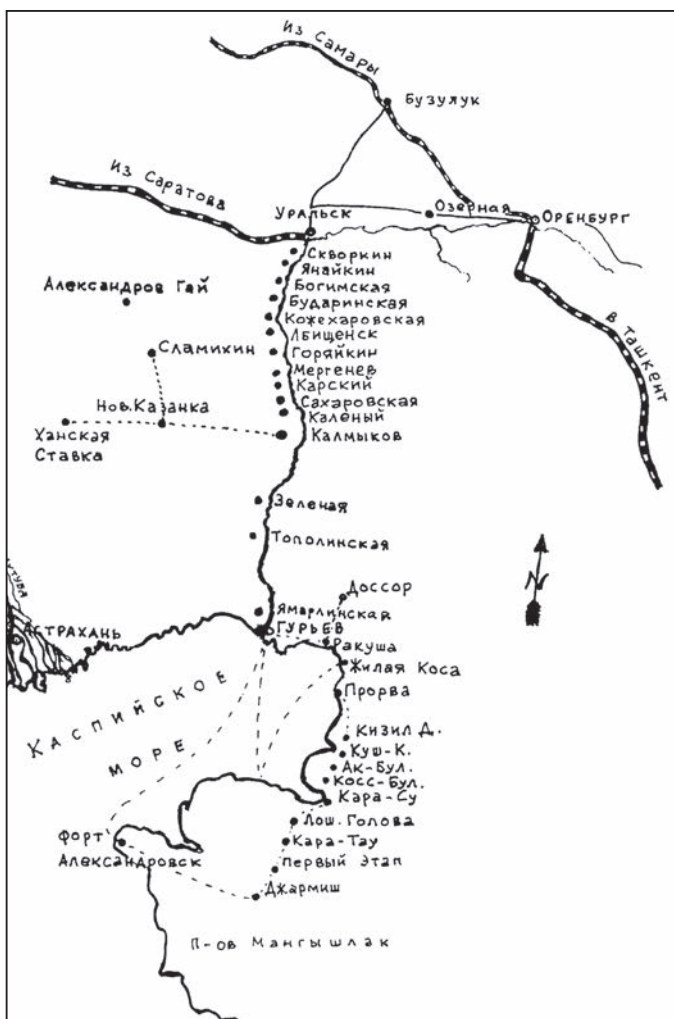 Из Самары
Бузулук
Из Саратова
Уральск
Озерная
Оренбург
Скворкин
Янайкин
Богимская
Александров Гай
Бударинская
Кожехаровская
Лбищенск
Сламихин
Горяйкин
в Ташкент
Мергенев
Карский
Сахаровская
Нов. Казанка
Каленый
Ханская
Ставка
Калмыков
Зеленая
Тополинская
N
Доссор
Ямарлинская
Астрахань
Гурьев
Ракуша
Жилая Коса
Каспийское
море
Прорва
Кизил Д.
Куш-К.
Ак-Бул.
Косс-Бул.
Кара-Су
Лош. Голова
Форт
Александровск
Кара-Тау
Первый Этап
Джармиш
П-ов Мангышлак